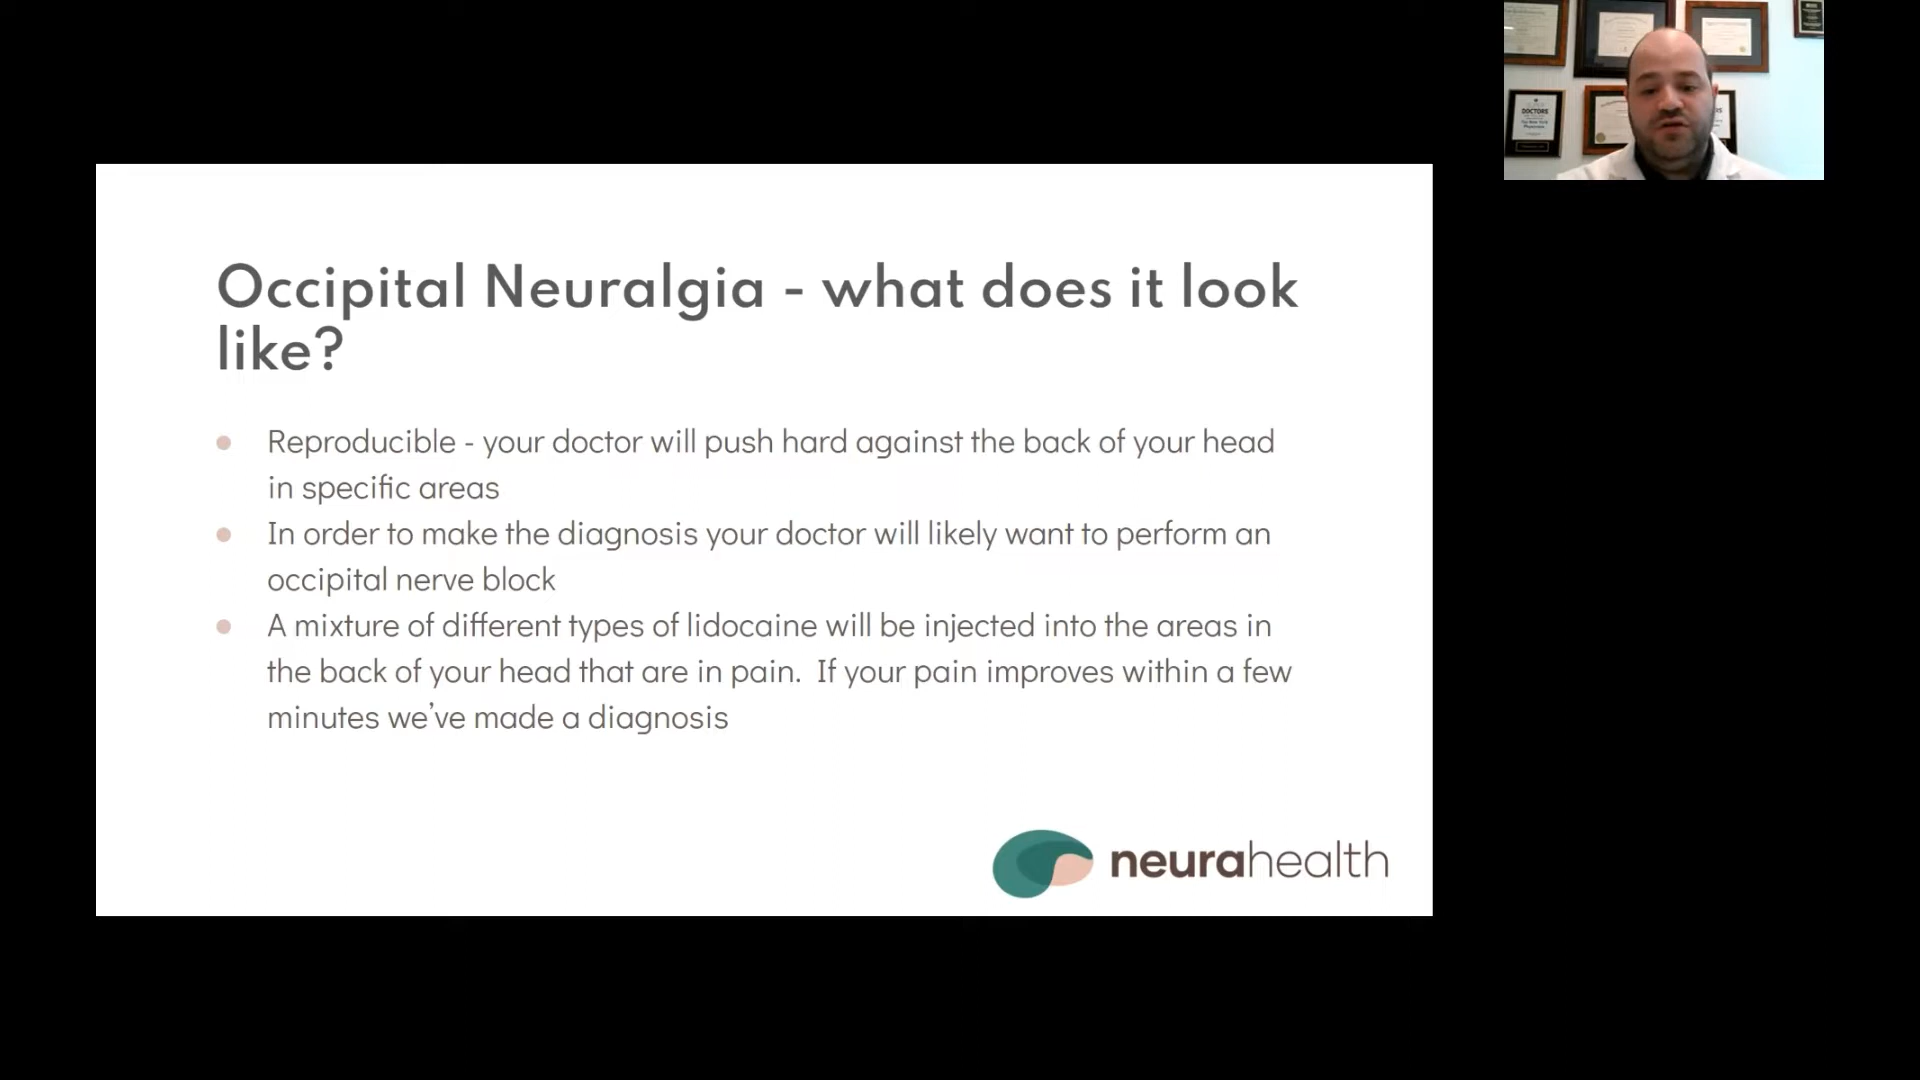 Occipital Neuralgia - what does it look
like?
Reproducible - your doctor will push hard against the back of your head
in specific areas
In order to make the diagnosis your doctor will likely want to perform an
occipital nerve block
A mixture of different types of lidocaine will be injected into the areas in
the back of your head that are in pain.  If your pain improves within a few
minutes we’ve made a diagnosis
neurahealth
DOCTORS